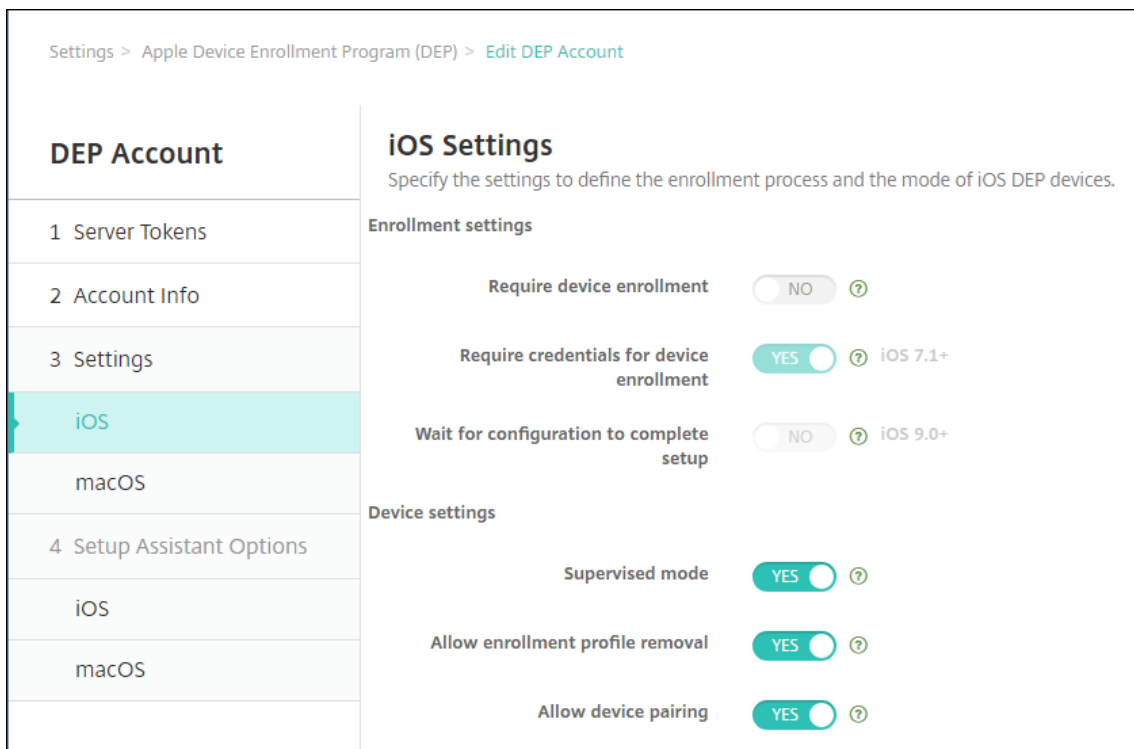 Settings > Apple Device Enrollment Program (DEP) > Edit DEP Account
DEP Account
1 Server Tokens
2 Account Info
3 Settings
iOS
macOS
4 Setup Assistant Options
iOS
macOS
iOS Settings
Specify the settings to define the enrollment process and the mode of iOS DEP devices.
Enrollment settings
Require device enrollment NO ?
Require credentials for device YES ? iOS 7.1+
enrollment
Wait for configuration to complete NO ? iOS 9.0+
setup
Device settings
Supervised mode YES ?
Allow enrollment profile removal YES ?
Allow device pairing YES ?